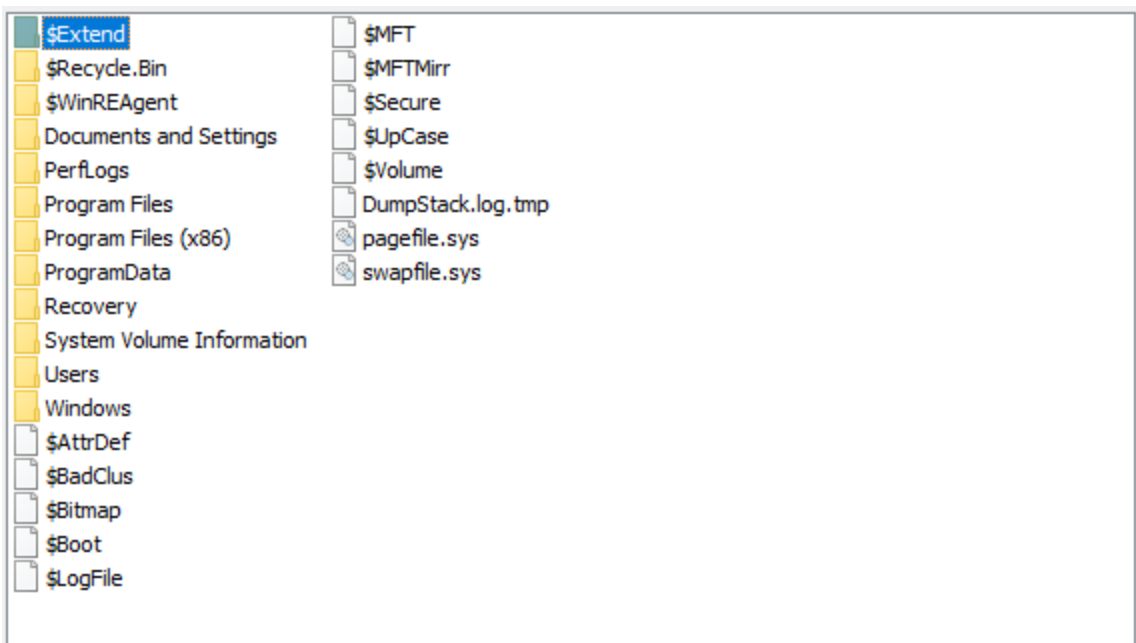 $Extend
$Recycle.Bin
$WinREAgent
Documents and Settings
PerfLogs
Program Files
Program Files (x86)
ProgramData
Recovery
System Volume Information
Users
Windows
$AttrDef
$BadClus
$Bitmap
$Boot
$LogFile
$MFT
$MFTMirr
$Secure
$UpCase
$Volume
DumpStack.log.tmp
pagefile.sys
swapfile.sys